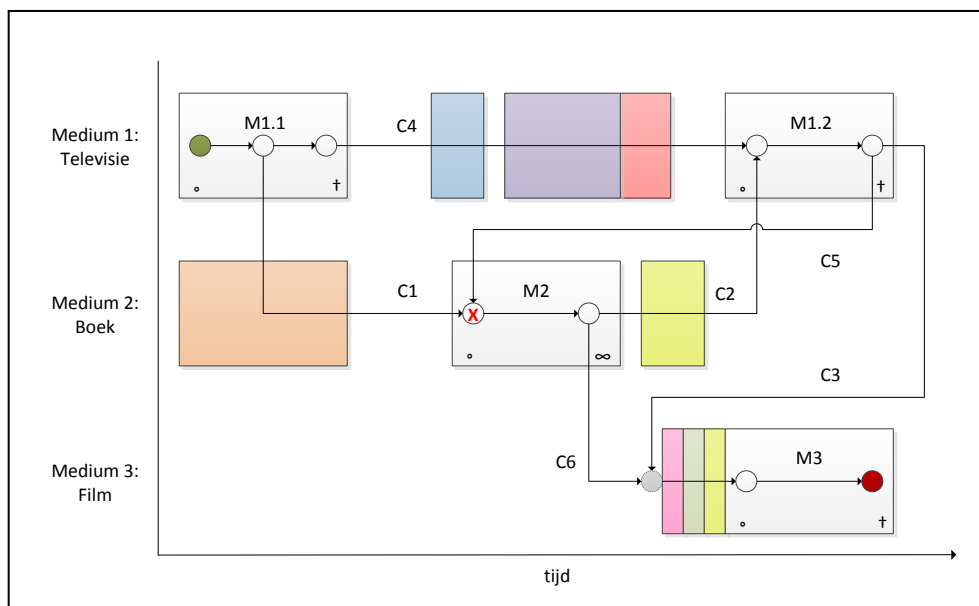 Medium 1:
Televisie
M1.1
C4
M1.2
°
†
°
†
Medium 2:
Boek
C1
X
M2
C2
C5
°
∞
C3
Medium 3:
Film
C6
M3
°
†
tijd